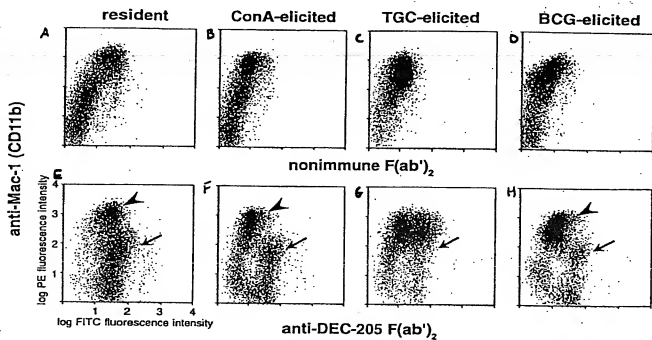 resident ConA-elicited TGC-elicited BCG-elicited
A B C D
anti-Mac-1 (CD11b)
nonimmune F(ab')2
E F G H
log PE fluorescence intensity
4
3
2
1
1 2 3 4
log FITC fluorescence intensity
anti-DEC-205 F(ab')2